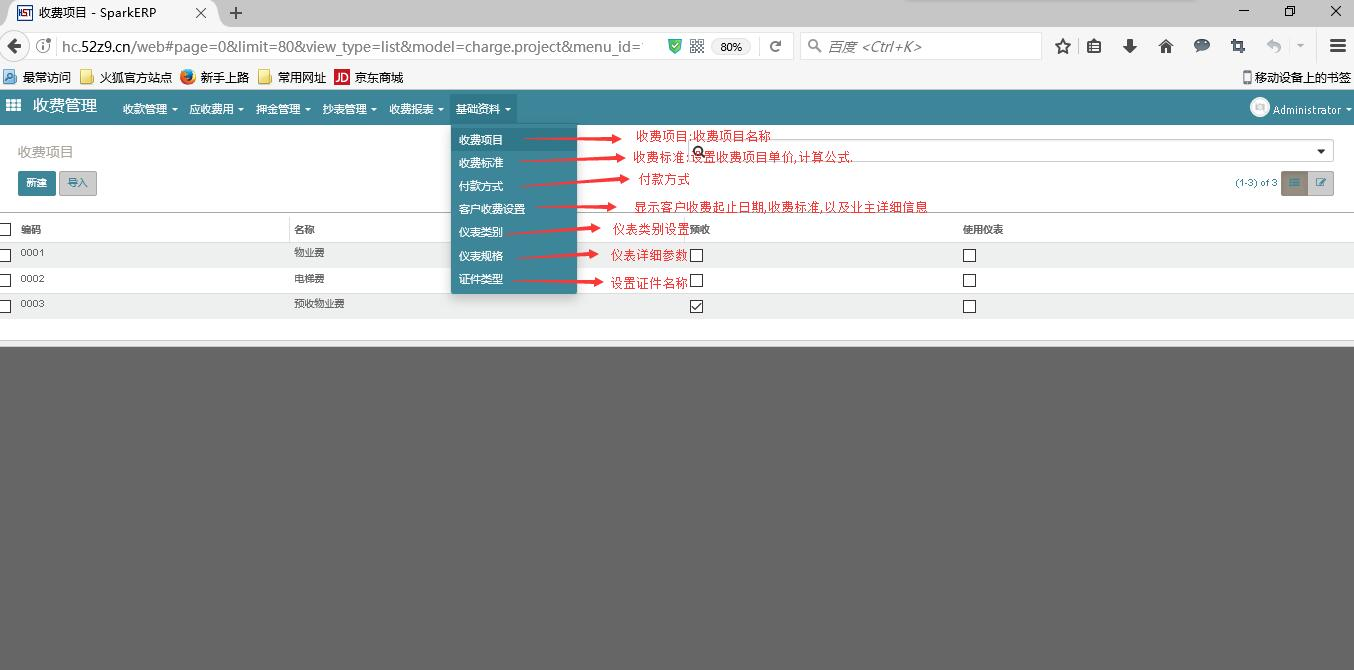 收费项目 - SparkERP
hc.52z9.cn/web#page=0&limit=80&view_type=list&model=charge.project&menu_id=
80%
百度 <Ctrl+K>
最常访问 火狐官方站点 新手上路 常用网址 JD 京东商城 移动设备上的书签
收费管理 收款管理 应收费用 押金管理 抄表管理 收费报表 基础资料 Administrator
收费项目
新建 导入
(1-3) of 3
收费项目 收费项目:收费项目名称
收费标准 收费标准:设置收费项目单价,计算公式.
付款方式 付款方式
客户收费设置 显示客户收费起止日期,收费标准,以及业主详细信息
仪表类别 仪表类别设置
仪表规格 仪表详细参数
证件类型 设置证件名称
编码 名称 预收 使用仪表
0001 物业费
0002 电梯费
0003 预收物业费